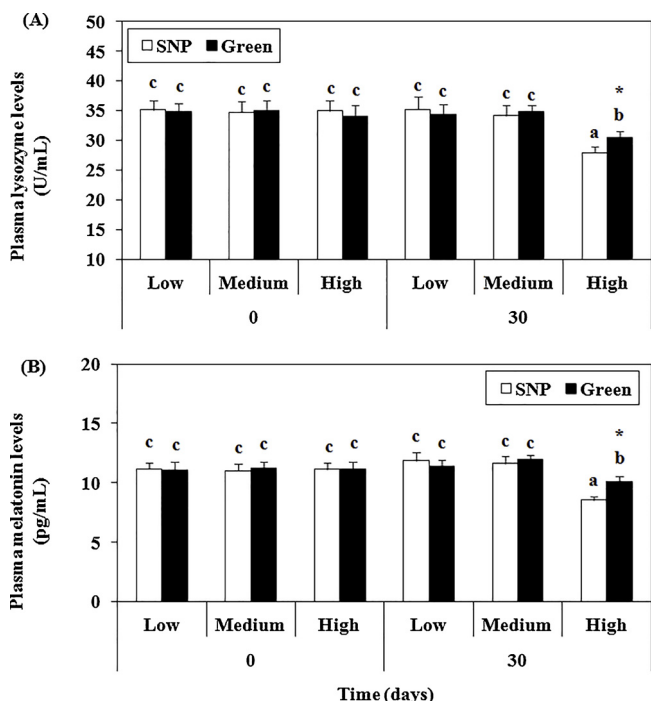 (A)
Plasma lysozyme levels
(U/mL)
50
45
40
35
30
25
20
15
10
SNP Green
c c c c c c c c c c a b *
Low Medium High Low Medium High
0 30
(B)
Plasma melatonin levels
(pg/mL)
20
15
10
5
0
SNP Green
c c c c c c c c c c a b *
Low Medium High Low Medium High
0 30
Time (days)